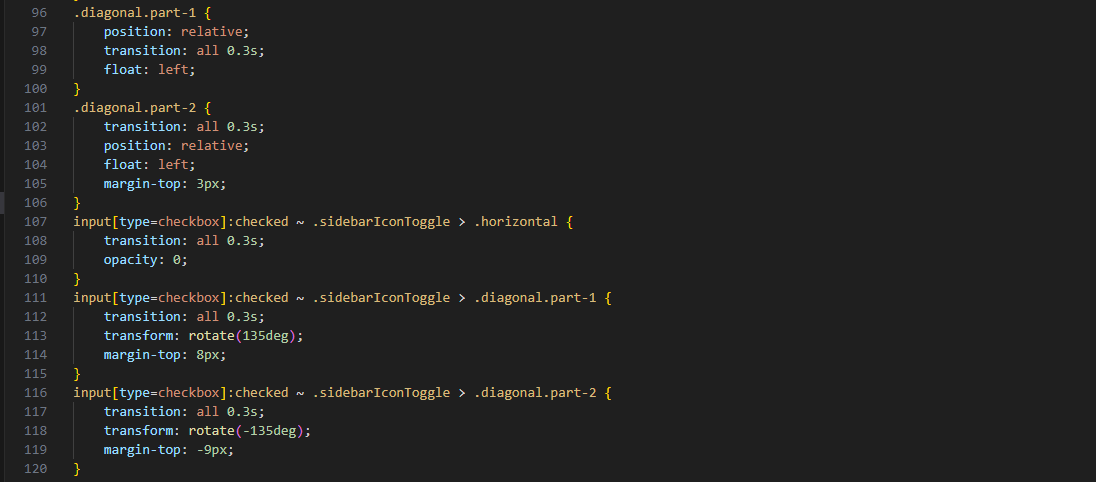 96 .diagonal.part-1 {
97 position: relative;
98 transition: all 0.3s;
99 float: left;
100 }
101 .diagonal.part-2 {
102 transition: all 0.3s;
103 position: relative;
104 float: left;
105 margin-top: 3px;
106 }
107 input[type=checkbox]:checked ~ .sidebarIconToggle > .horizontal {
108 transition: all 0.3s;
109 opacity: 0;
110 }
111 input[type=checkbox]:checked ~ .sidebarIconToggle > .diagonal.part-1 {
112 transition: all 0.3s;
113 transform: rotate(135deg);
114 margin-top: 8px;
115 }
116 input[type=checkbox]:checked ~ .sidebarIconToggle > .diagonal.part-2 {
117 transition: all 0.3s;
118 transform: rotate(-135deg);
119 margin-top: -9px;
120 }